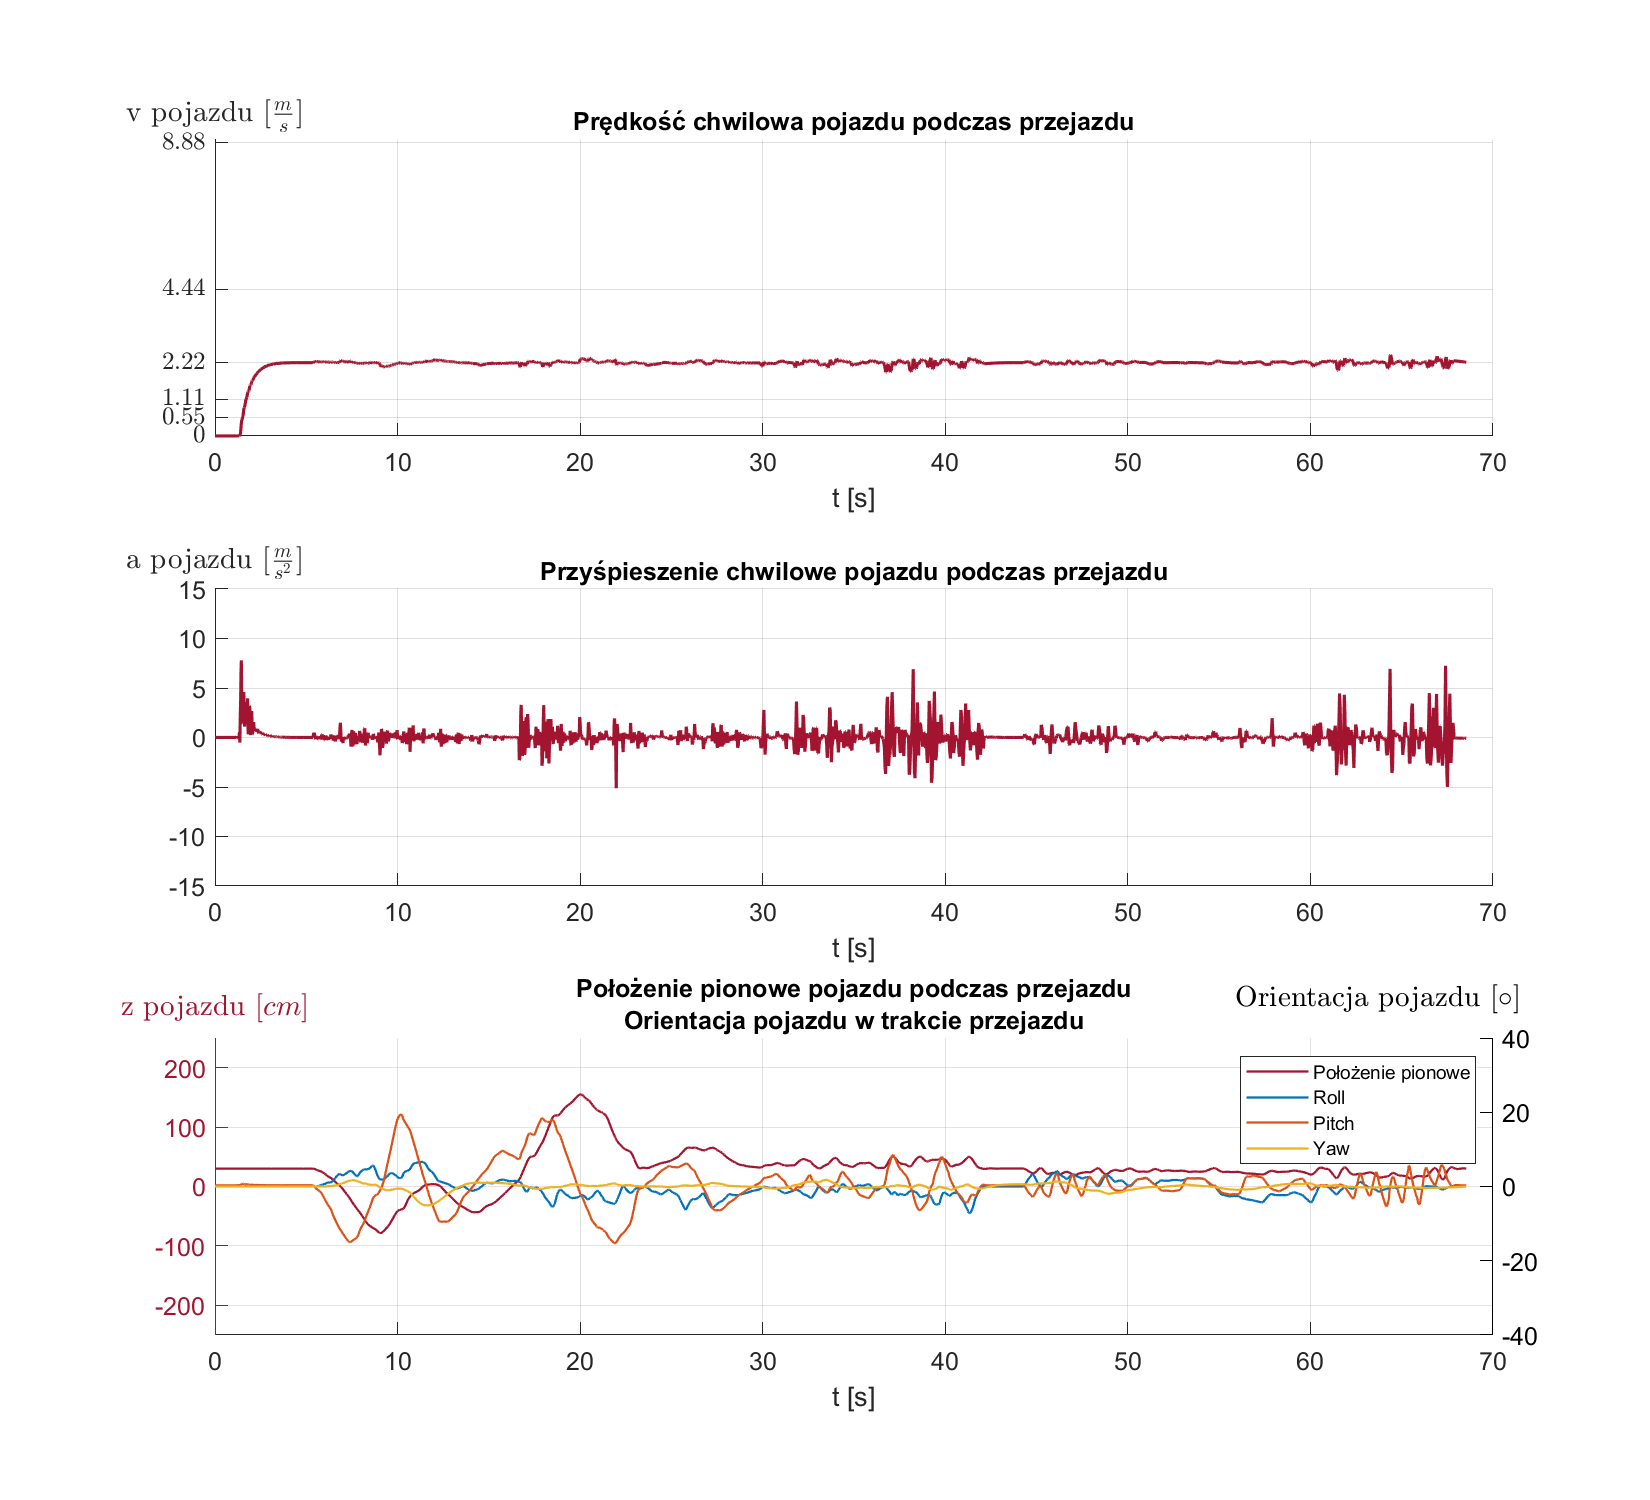 v pojazdu [m/s]
Prędkość chwilowa pojazdu podczas przejazdu
8.88
4.44
2.22
1.11
0.55
0
0 10 20 30 40 50 60 70
t [s]
a pojazdu [m/s²]
Przyśpieszenie chwilowe pojazdu podczas przejazdu
15
10
5
0
-5
-10
-15
0 10 20 30 40 50 60 70
t [s]
Położenie pionowe pojazdu podczas przejazdu
z pojazdu [cm]
Orientacja pojazdu [∘]
Orientacja pojazdu w trakcie przejazdu
200
100
0
-100
-200
40
20
0
-20
-40
Położenie pionowe
Roll
Pitch
Yaw
0 10 20 30 40 50 60 70
t [s]